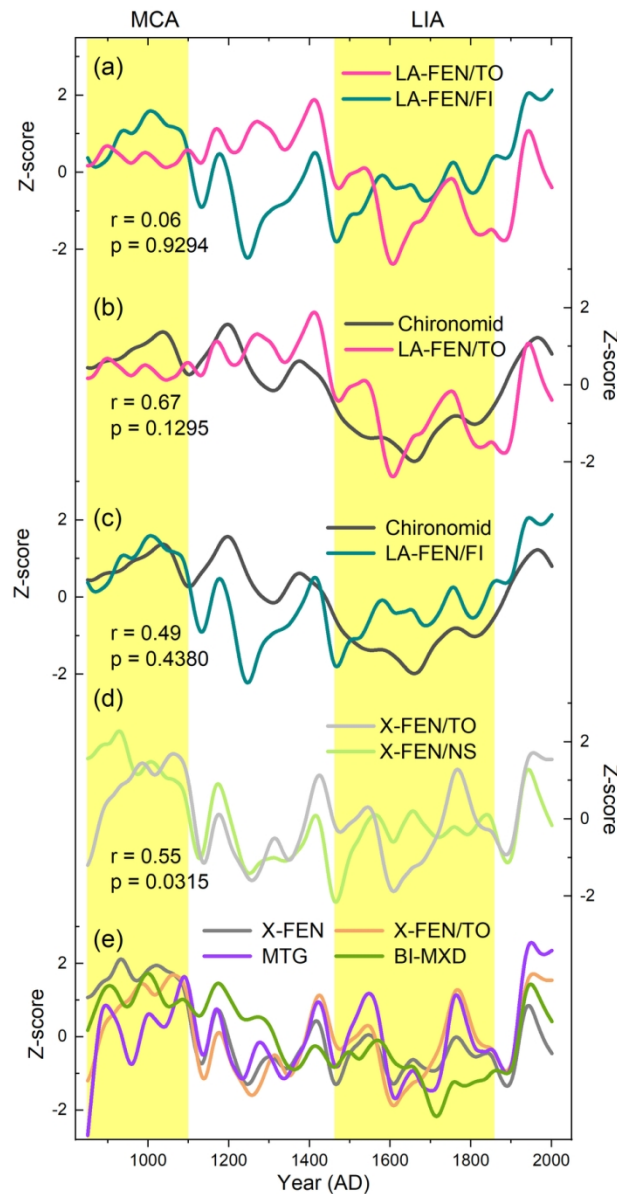 MCA LIA
(a)
LA-FEN/TO
LA-FEN/FI
2
0
-2
Z-score
r = 0.06
p = 0.9294
(b)
Chironomid
LA-FEN/TO
2
0
-2
Z-score
r = 0.67
p = 0.1295
(c)
Chironomid
LA-FEN/FI
2
0
-2
Z-score
r = 0.49
p = 0.4380
(d)
X-FEN/TO
X-FEN/NS
2
0
-2
Z-score
r = 0.55
p = 0.0315
(e)
X-FEN X-FEN/TO
MTG BI-MXD
2
0
-2
Z-score
1000 1200 1400 1600 1800 2000
Year (AD)